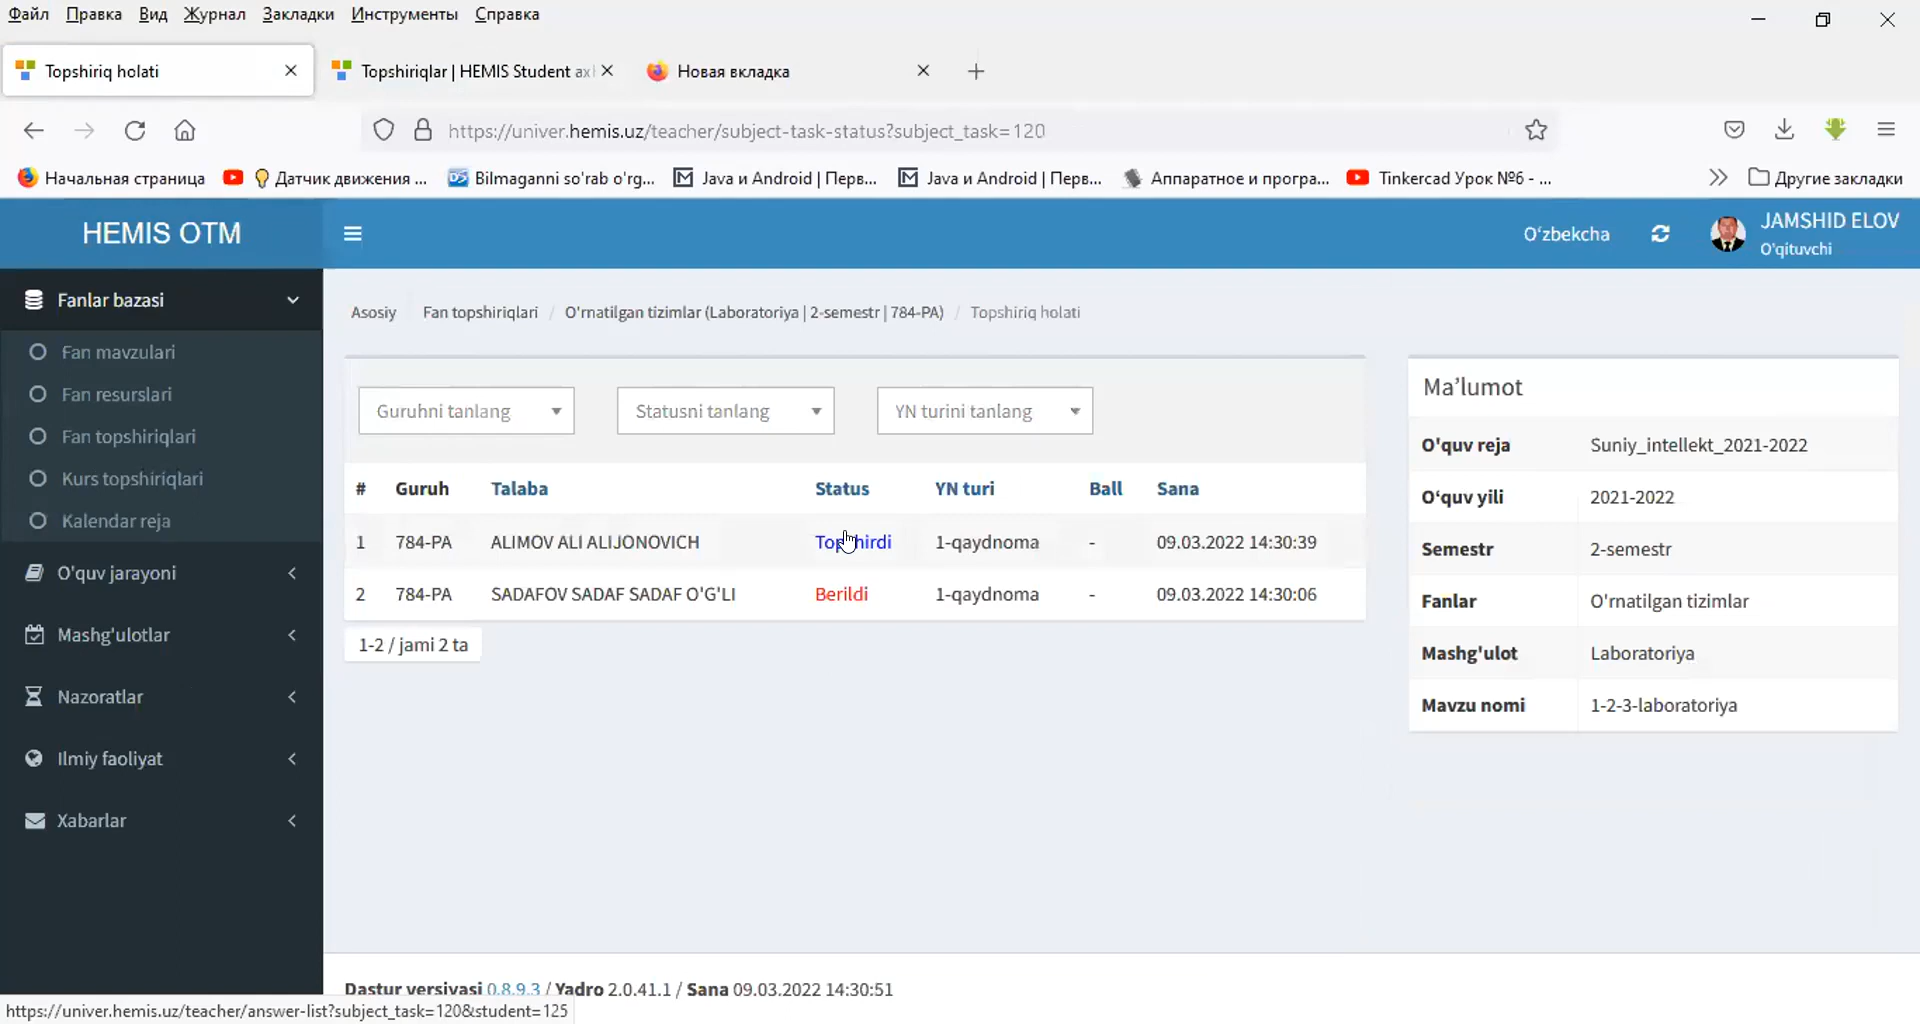 Файл Правка Вид Журнал Закладки Инструменты Справка
Topshiriq holati Topshiriqlar | HEMIS Student ax Новая вкладка
https://univer.hemis.uz/teacher/subject-task-status?subject_task=120
Начальная страница Датчик движения ... Bilmaganni so'rab o'rg... Java и Android | Перв... Java и Android | Перв... Аппаратное и програ... Tinkercad Урок №6 - ... Другие закладки
HEMIS OTM O'zbekcha JAMSHID ELOV
O'qituvchi
Fanlar bazasi
Fan mavzulari
Fan resurslari
Fan topshiriqlari
Kurs topshiriqlari
Kalendar reja
O'quv jarayoni
Mashg'ulotlar
Nazoratlar
Ilmiy faoliyat
Xabarlar
Asosiy Fan topshiriqlari / O'rnatilgan tizimlar (Laboratoriya | 2-semestr | 784-PA) / Topshiriq holati
Guruhni tanlang Statusni tanlang YN turini tanlang
# Guruh Talaba Status YN turi Ball Sana
1 784-PA ALIMOV ALI ALIJONOVICH Topshirdi 1-qaydnoma - 09.03.2022 14:30:39
2 784-PA SADAFOV SADAF SADAF O'G'LI Berildi 1-qaydnoma - 09.03.2022 14:30:06
1-2 / jami 2 ta
Ma'lumot
O'quv reja Suniy_intellekt_2021-2022
O'quv yili 2021-2022
Semestr 2-semestr
Fanlar O'rnatilgan tizimlar
Mashg'ulot Laboratoriya
Mavzu nomi 1-2-3-laboratoriya
Dastur versiyasi 0.8.9.3 / Yadro 2.0.41.1 / Sana 09.03.2022 14:30:51
https://univer.hemis.uz/teacher/answer-list?subject_task=120&student=125